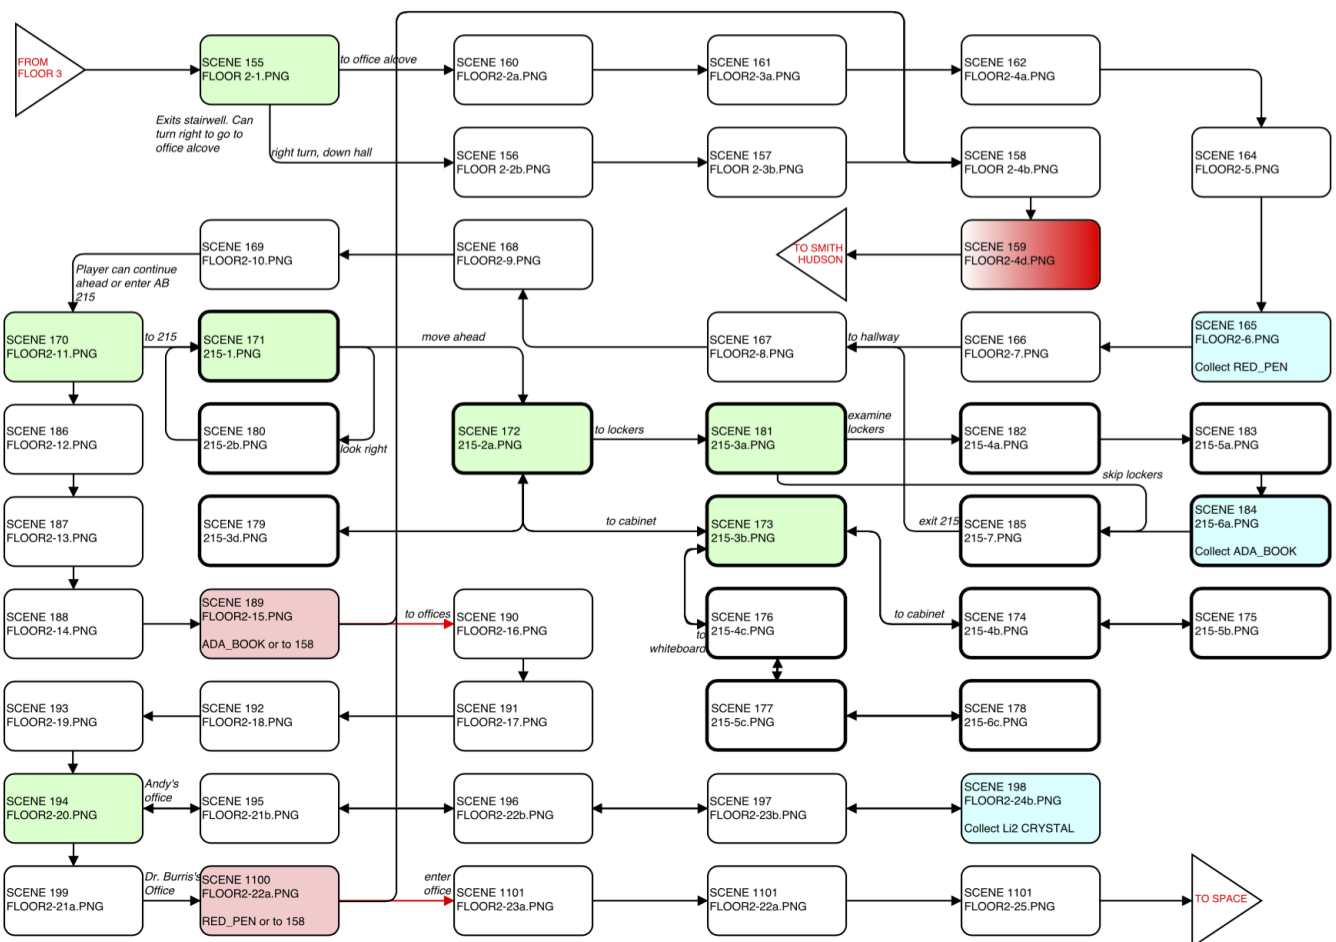 FROM
FLOOR 3
SCENE 155
FLOOR 2-1.PNG
to office alcove
SCENE 160
FLOOR2-2a.PNG
SCENE 161
FLOOR2-3a.PNG
SCENE 162
FLOOR2-4a.PNG
Exits stairwell. Can
turn right to go to
office alcove
right turn, down hall
SCENE 156
FLOOR 2-2b.PNG
SCENE 157
FLOOR 2-3b.PNG
SCENE 158
FLOOR 2-4b.PNG
SCENE 164
FLOOR2-5.PNG
SCENE 169
FLOOR2-10.PNG
SCENE 168
FLOOR2-9.PNG
TO SMITH
HUDSON
SCENE 159
FLOOR2-4d.PNG
Player can continue
ahead or enter AB
215
SCENE 170
FLOOR2-11.PNG
to 215
SCENE 171
215-1.PNG
move ahead
SCENE 167
FLOOR2-8.PNG
to hallway
SCENE 166
FLOOR2-7.PNG
SCENE 165
FLOOR2-6.PNG
Collect RED_PEN
SCENE 186
FLOOR2-12.PNG
SCENE 180
215-2b.PNG
look right
SCENE 172
215-2a.PNG
to lockers
SCENE 181
215-3a.PNG
examine
lockers
SCENE 182
215-4a.PNG
SCENE 183
215-5a.PNG
skip lockers
SCENE 187
FLOOR2-13.PNG
SCENE 179
215-3d.PNG
to cabinet
SCENE 173
215-3b.PNG
exit 215
SCENE 185
215-7.PNG
SCENE 184
215-6a.PNG
Collect ADA_BOOK
SCENE 188
FLOOR2-14.PNG
SCENE 189
FLOOR2-15.PNG
ADA_BOOK or to 158
to offices
SCENE 190
FLOOR2-16.PNG
to
whiteboard
SCENE 176
215-4c.PNG
to cabinet
SCENE 174
215-4b.PNG
SCENE 175
215-5b.PNG
SCENE 193
FLOOR2-19.PNG
SCENE 192
FLOOR2-18.PNG
SCENE 191
FLOOR2-17.PNG
SCENE 177
215-5c.PNG
SCENE 178
215-6c.PNG
SCENE 194
FLOOR2-20.PNG
Andy's
office
SCENE 195
FLOOR2-21b.PNG
SCENE 196
FLOOR2-22b.PNG
SCENE 197
FLOOR2-23b.PNG
SCENE 198
FLOOR2-24b.PNG
Collect Li2 CRYSTAL
SCENE 199
FLOOR2-21a.PNG
Dr. Burris's
Office
SCENE 1100
FLOOR2-22a.PNG
RED_PEN or to 158
enter
office
SCENE 1101
FLOOR2-23a.PNG
SCENE 1101
FLOOR2-22a.PNG
SCENE 1101
FLOOR2-25.PNG
TO SPACE